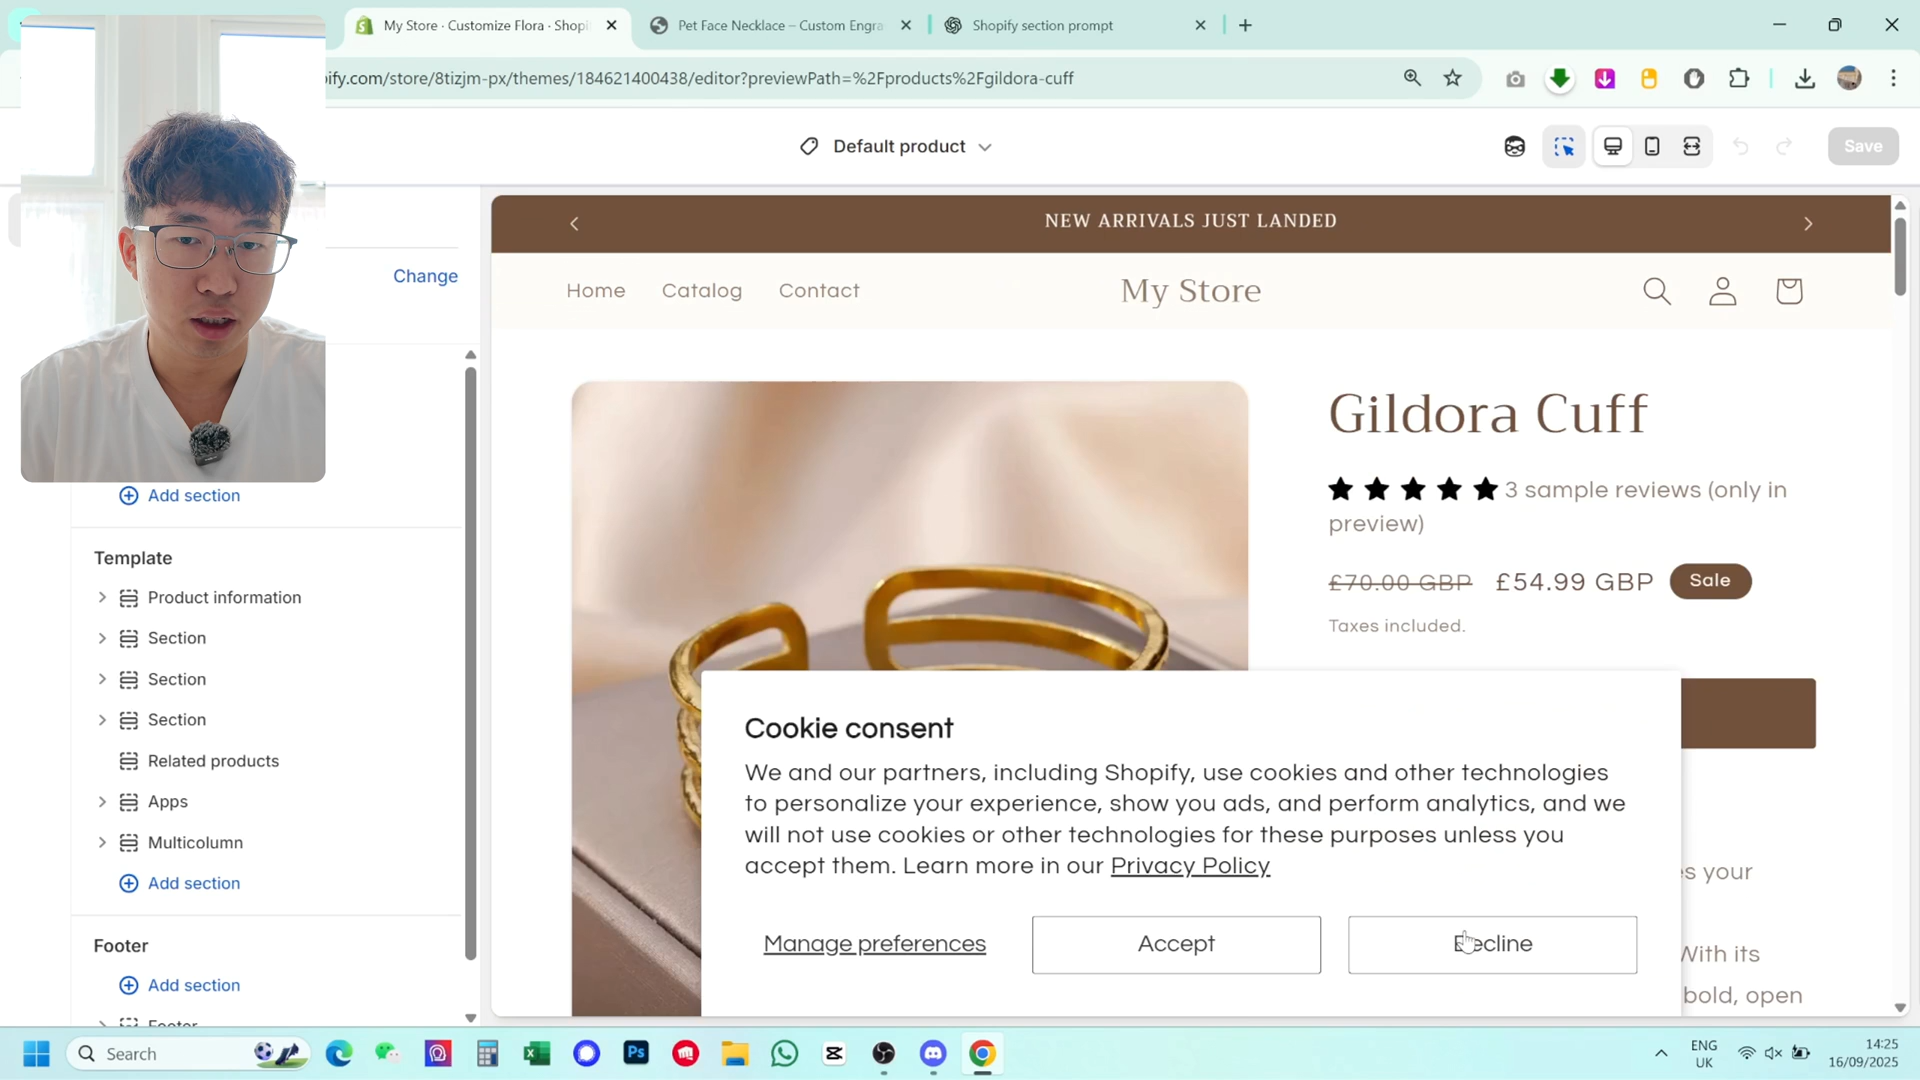 My Store · Customize Flora · Shopi
Pet Face Necklace – Custom Engra
Shopify section prompt
ify.com/store/8tizjm-px/themes/184621400438/editor?previewPath=%2Fproducts%2Fgildora-cuff
Default product
Save
Change
Add section
Template
Product information
Section
Section
Section
Related products
Apps
Multicolumn
Add section
Footer
Add section
Footer
NEW ARRIVALS JUST LANDED
Home
Catalog
Contact
My Store
Gildora Cuff
3 sample reviews (only in
preview)
£70.00 GBP £54.99 GBP Sale
Taxes included.
Cookie consent
We and our partners, including Shopify, use cookies and other technologies
to personalize your experience, show you ads, and perform analytics, and we
will not use cookies or other technologies for these purposes unless you
accept them. Learn more in our Privacy Policy
Manage preferences
Accept
Decline
s your
With its
bold, open
Search
Ps
ENG
UK
14:25
16/09/2025